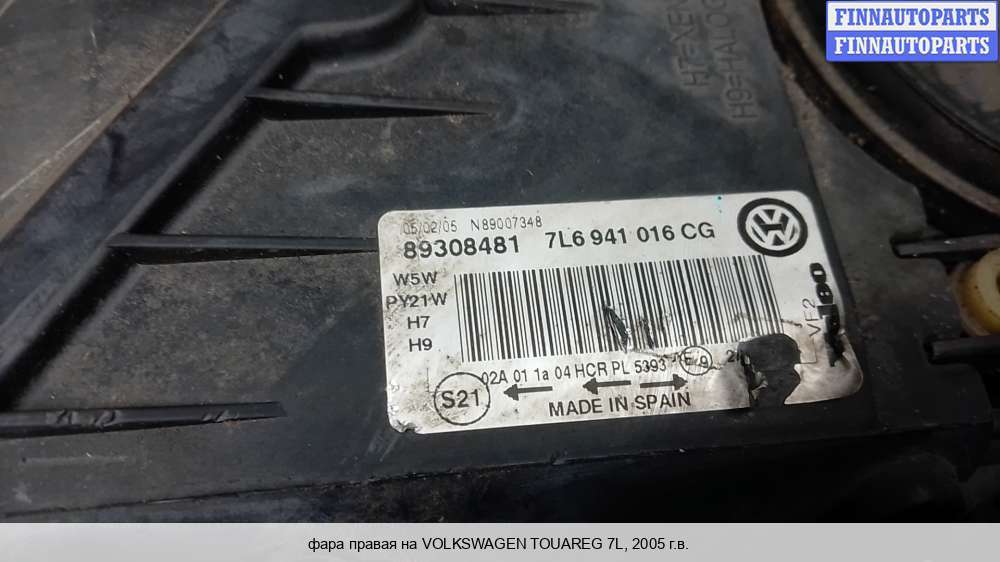 FINNAUTOPARTS
FINNAUTOPARTS
H7=XEN
H9=HALOG
05/02/05 N89007348
89308481 7L6 941 016 CG
W5W
PY21W
H7
H9
02A 01 1a 04 HCR PL 5393 E 9
S21
MADE IN SPAIN
фара правая на VOLKSWAGEN TOUAREG 7L, 2005 г.в.